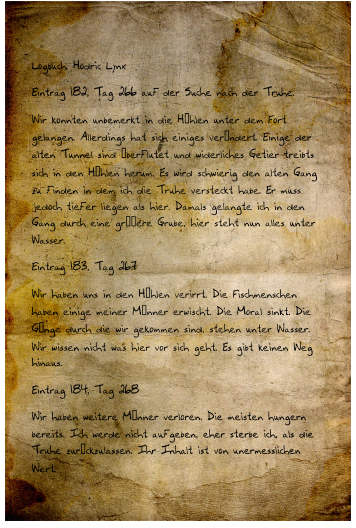 Logbuch, Hodric Lynx
Eintrag 182, Tag 266 auf der Suche nach der Truhe.
Wir konnten unbemerkt in die H▯hlen unter dem Fort
gelangen. Allerdings hat sich einiges ver▯ndert. Einige der
alten Tunnel sind ▯berflutet und widerliches Getier treibts
sich in den H▯hlen herum. Es wird schwierig den alten Gang
zu finden in dem ich die Truhe versteckt habe. Er muss
jedoch tiefer liegen als hier. Damals gelangte ich in den
Gang durch eine gr▯▯ere Grube, hier steht nun alles unter
Wasser.
Eintrag 183, Tag 267
Wir haben uns in den H▯hlen verirrt. Die Fischmenschen
haben einige meiner M▯nner erwischt. Die Moral sinkt. Die
G▯nge durch die wir gekommen sind, stehen unter Wasser.
Wir wissen nicht was hier vor sich geht. Es gibt keinen Weg
hinaus.
Eintrag 184, Tag 268
Wir haben weitere M▯nner verloren. Die meisten hungern
bereits. Ich werde nicht aufgeben, eher sterbe ich, als die
Truhe zur▯ckzulassen. Ihr Inhalt ist von unermesslichen
Wert.